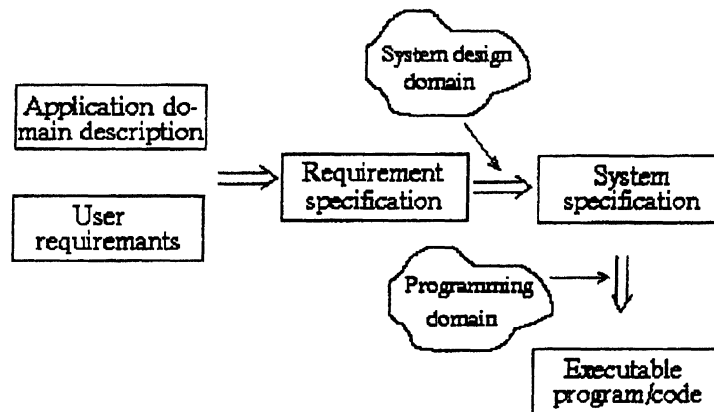 System design
domain
Application do-
main description
Requirement
specification
System
specification
User
requiremants
Programming
domain
Executable
program/code